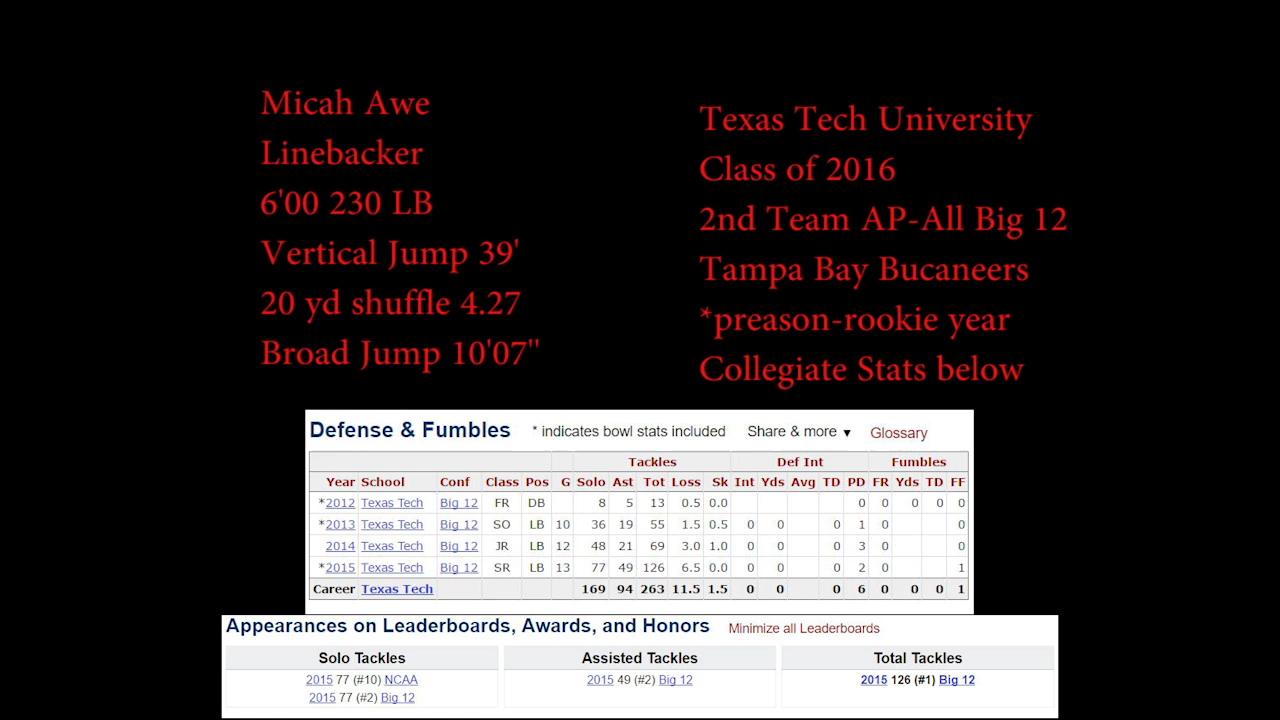 Micah Awe
Linebacker
6'00 230 LB
Vertical Jump 39'
20 yd shuffle 4.27
Broad Jump 10'07"
Texas Tech University
Class of 2016
2nd Team AP-All Big 12
Tampa Bay Bucaneers
*preason-rookie year
Collegiate Stats below
Defense & Fumbles * indicates bowl stats included Share & more ▼ Glossary
Tackles Def Int Fumbles
Year School Conf Class Pos G Solo Ast Tot Loss Sk Int Yds Avg TD PD FR Yds TD FF
*2012 Texas Tech Big 12 FR DB 8 5 13 0.5 0.0 0 0 0 0 0
*2013 Texas Tech Big 12 SO LB 10 36 19 55 1.5 0.5 0 0 0 1 0 0
2014 Texas Tech Big 12 JR LB 12 48 21 69 3.0 1.0 0 0 0 3 0 0
*2015 Texas Tech Big 12 SR LB 13 77 49 126 6.5 0.0 0 0 0 2 0 1
Career Texas Tech 169 94 263 11.5 1.5 0 0 0 6 0 0 0 1
Appearances on Leaderboards, Awards, and Honors Minimize all Leaderboards
Solo Tackles Assisted Tackles Total Tackles
2015 77 (#10) NCAA 2015 49 (#2) Big 12 2015 126 (#1) Big 12
2015 77 (#2) Big 12